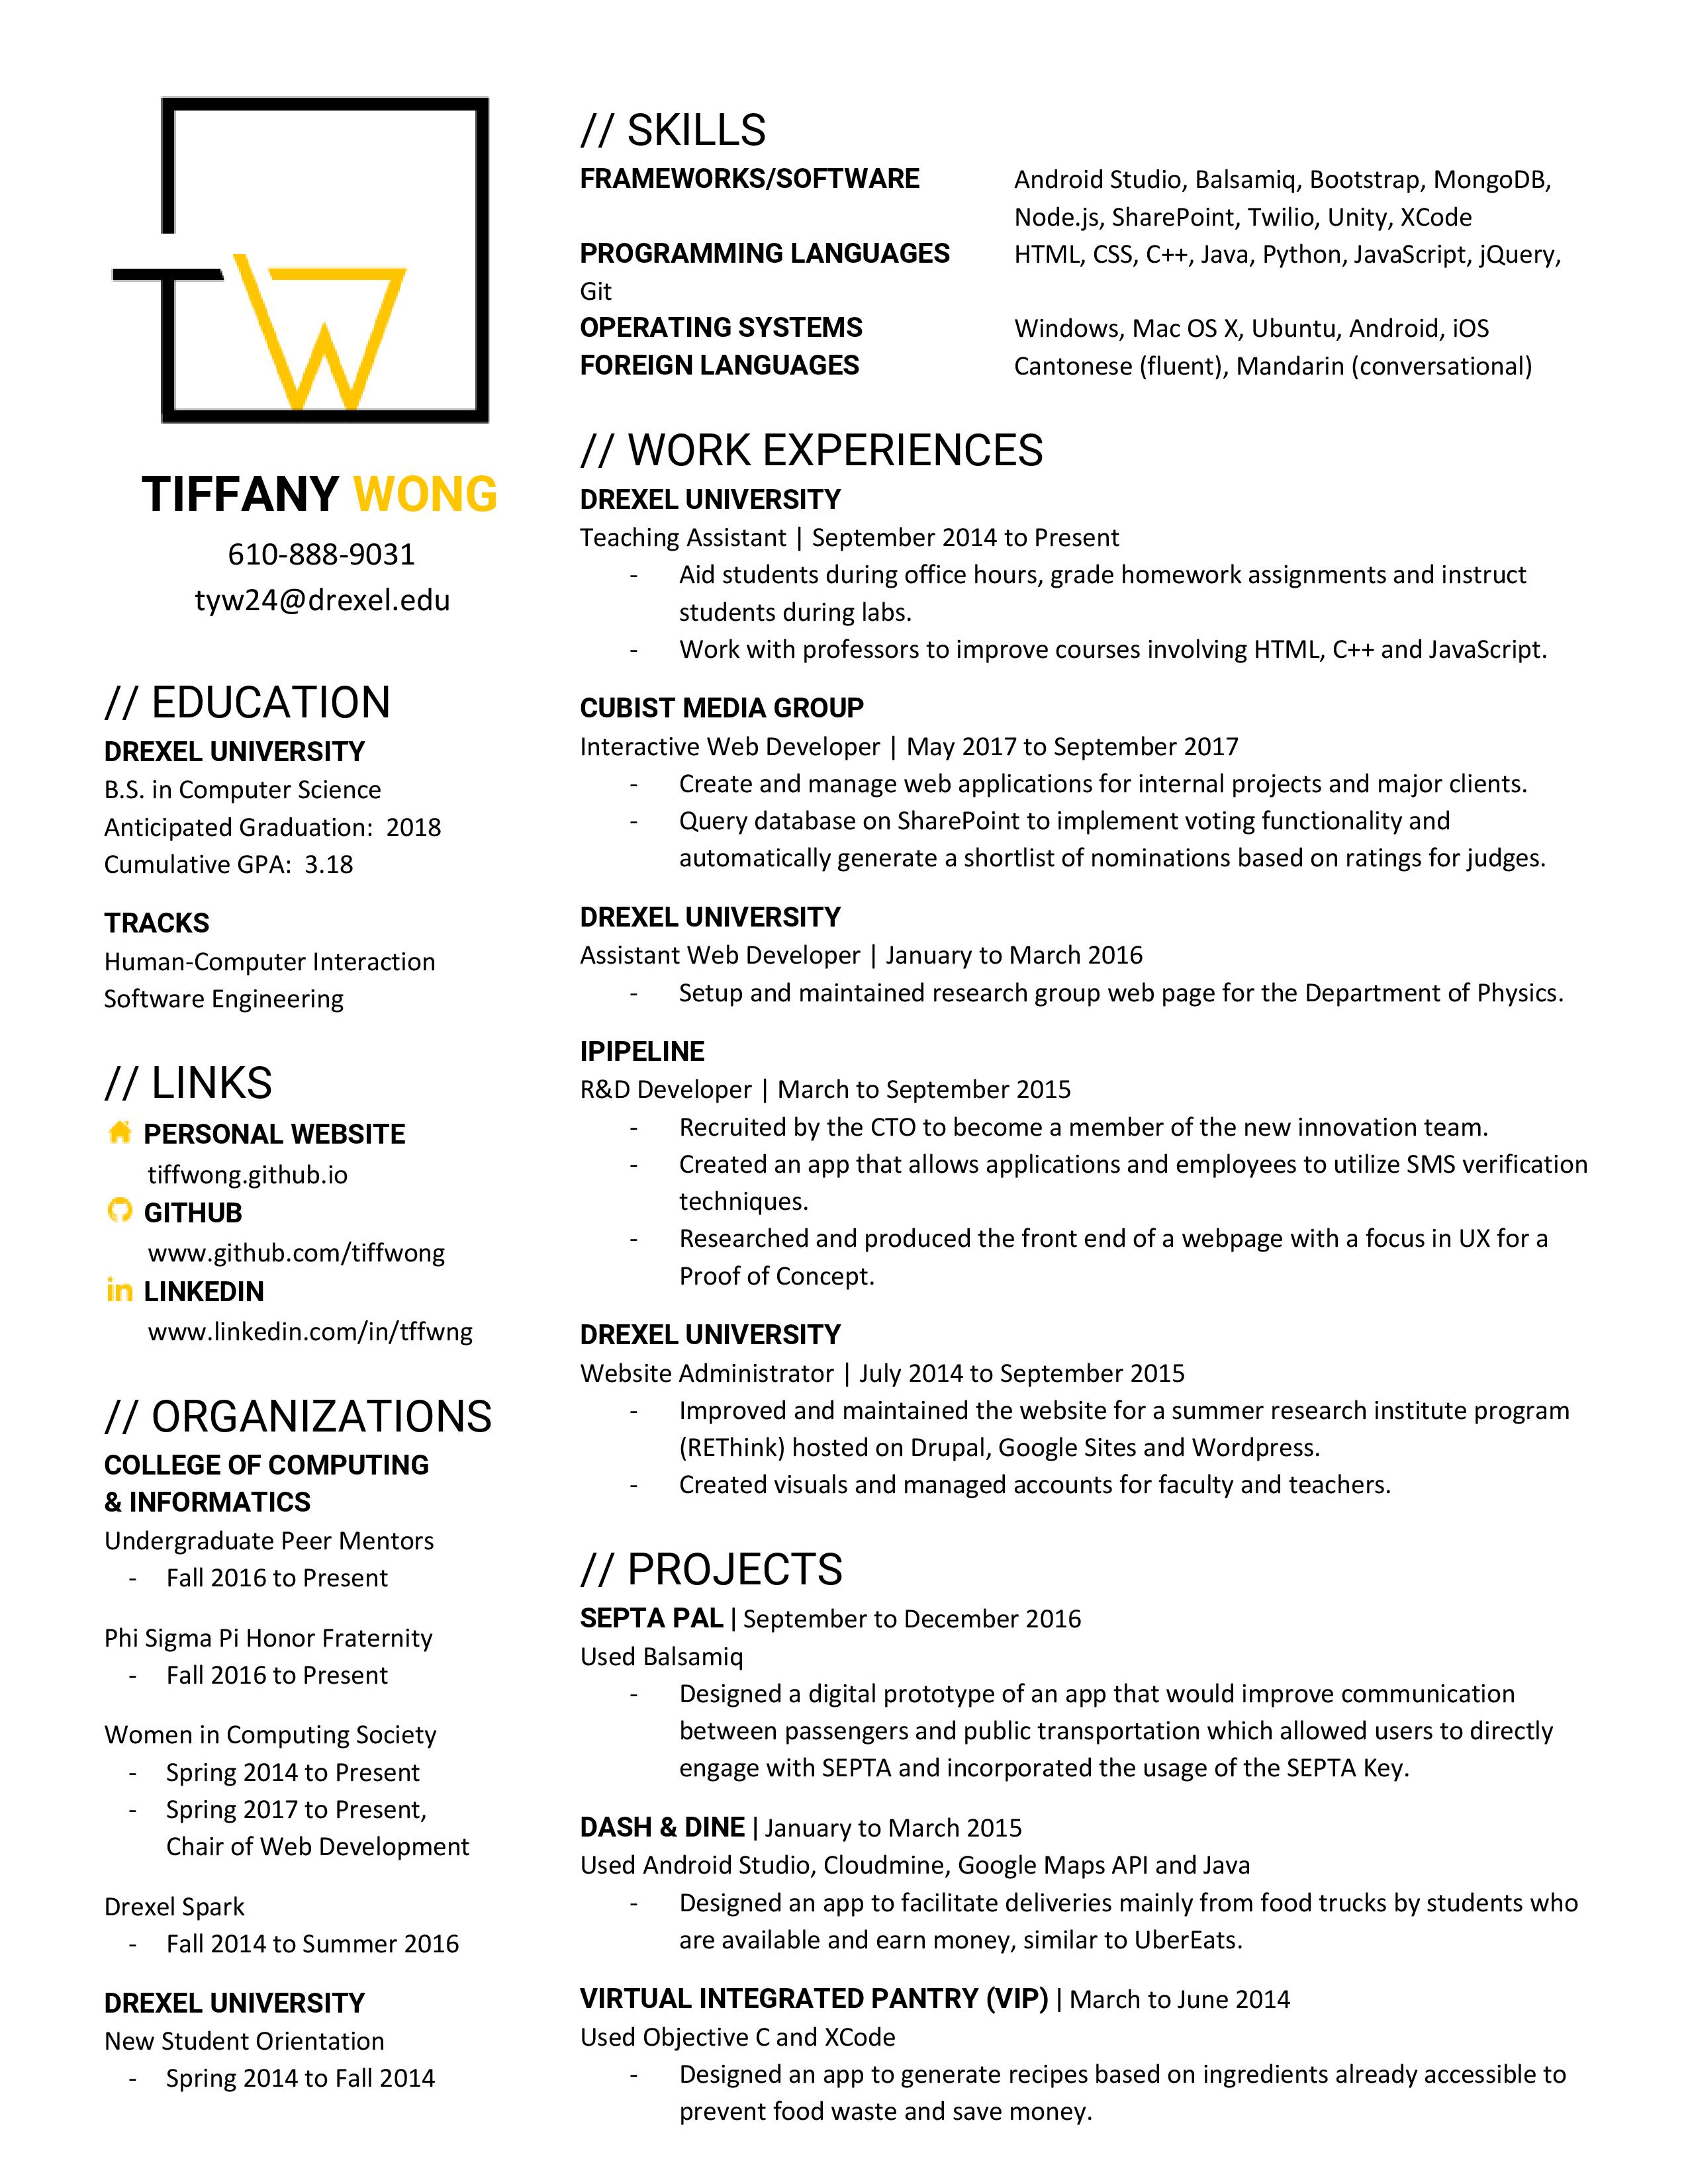 TW
TIFFANY WONG
610-888-9031
tyw24@drexel.edu
// EDUCATION
DREXEL UNIVERSITY
B.S. in Computer Science
Anticipated Graduation: 2018
Cumulative GPA: 3.18
TRACKS
Human-Computer Interaction
Software Engineering
// LINKS
PERSONAL WEBSITE
tiffwong.github.io
GITHUB
www.github.com/tiffwong
in LINKEDIN
www.linkedin.com/in/tffwng
// ORGANIZATIONS
COLLEGE OF COMPUTING
& INFORMATICS
Undergraduate Peer Mentors
- Fall 2016 to Present
Phi Sigma Pi Honor Fraternity
- Fall 2016 to Present
Women in Computing Society
- Spring 2014 to Present
- Spring 2017 to Present,
Chair of Web Development
Drexel Spark
- Fall 2014 to Summer 2016
DREXEL UNIVERSITY
New Student Orientation
- Spring 2014 to Fall 2014
// SKILLS
FRAMEWORKS/SOFTWARE Android Studio, Balsamiq, Bootstrap, MongoDB,
Node.js, SharePoint, Twilio, Unity, XCode
PROGRAMMING LANGUAGES HTML, CSS, C++, Java, Python, JavaScript, jQuery,
Git
OPERATING SYSTEMS Windows, Mac OS X, Ubuntu, Android, iOS
FOREIGN LANGUAGES Cantonese (fluent), Mandarin (conversational)
// WORK EXPERIENCES
DREXEL UNIVERSITY
Teaching Assistant | September 2014 to Present
- Aid students during office hours, grade homework assignments and instruct
students during labs.
- Work with professors to improve courses involving HTML, C++ and JavaScript.
CUBIST MEDIA GROUP
Interactive Web Developer | May 2017 to September 2017
- Create and manage web applications for internal projects and major clients.
- Query database on SharePoint to implement voting functionality and
automatically generate a shortlist of nominations based on ratings for judges.
DREXEL UNIVERSITY
Assistant Web Developer | January to March 2016
- Setup and maintained research group web page for the Department of Physics.
IPIPELINE
R&D Developer | March to September 2015
- Recruited by the CTO to become a member of the new innovation team.
- Created an app that allows applications and employees to utilize SMS verification
techniques.
- Researched and produced the front end of a webpage with a focus in UX for a
Proof of Concept.
DREXEL UNIVERSITY
Website Administrator | July 2014 to September 2015
- Improved and maintained the website for a summer research institute program
(REThink) hosted on Drupal, Google Sites and Wordpress.
- Created visuals and managed accounts for faculty and teachers.
// PROJECTS
SEPTA PAL | September to December 2016
Used Balsamiq
- Designed a digital prototype of an app that would improve communication
between passengers and public transportation which allowed users to directly
engage with SEPTA and incorporated the usage of the SEPTA Key.
DASH & DINE | January to March 2015
Used Android Studio, Cloudmine, Google Maps API and Java
- Designed an app to facilitate deliveries mainly from food trucks by students who
are available and earn money, similar to UberEats.
VIRTUAL INTEGRATED PANTRY (VIP) | March to June 2014
Used Objective C and XCode
- Designed an app to generate recipes based on ingredients already accessible to
prevent food waste and save money.